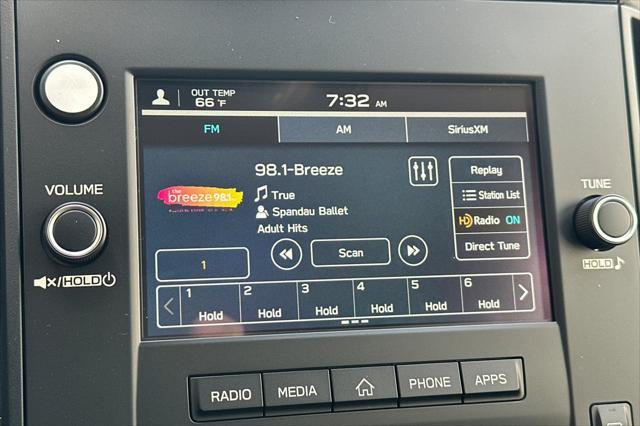 OUT TEMP
66°F
7:32 AM
FM
AM
SiriusXM
98.1-Breeze
True
Spandau Ballet
Adult Hits
the
breeze 98.1
Replay
Station List
HD Radio ON
Direct Tune
Scan
1
1 Hold
2 Hold
3 Hold
4 Hold
5 Hold
6 Hold
VOLUME
HOLD
TUNE
HOLD
RADIO
MEDIA
PHONE
APPS